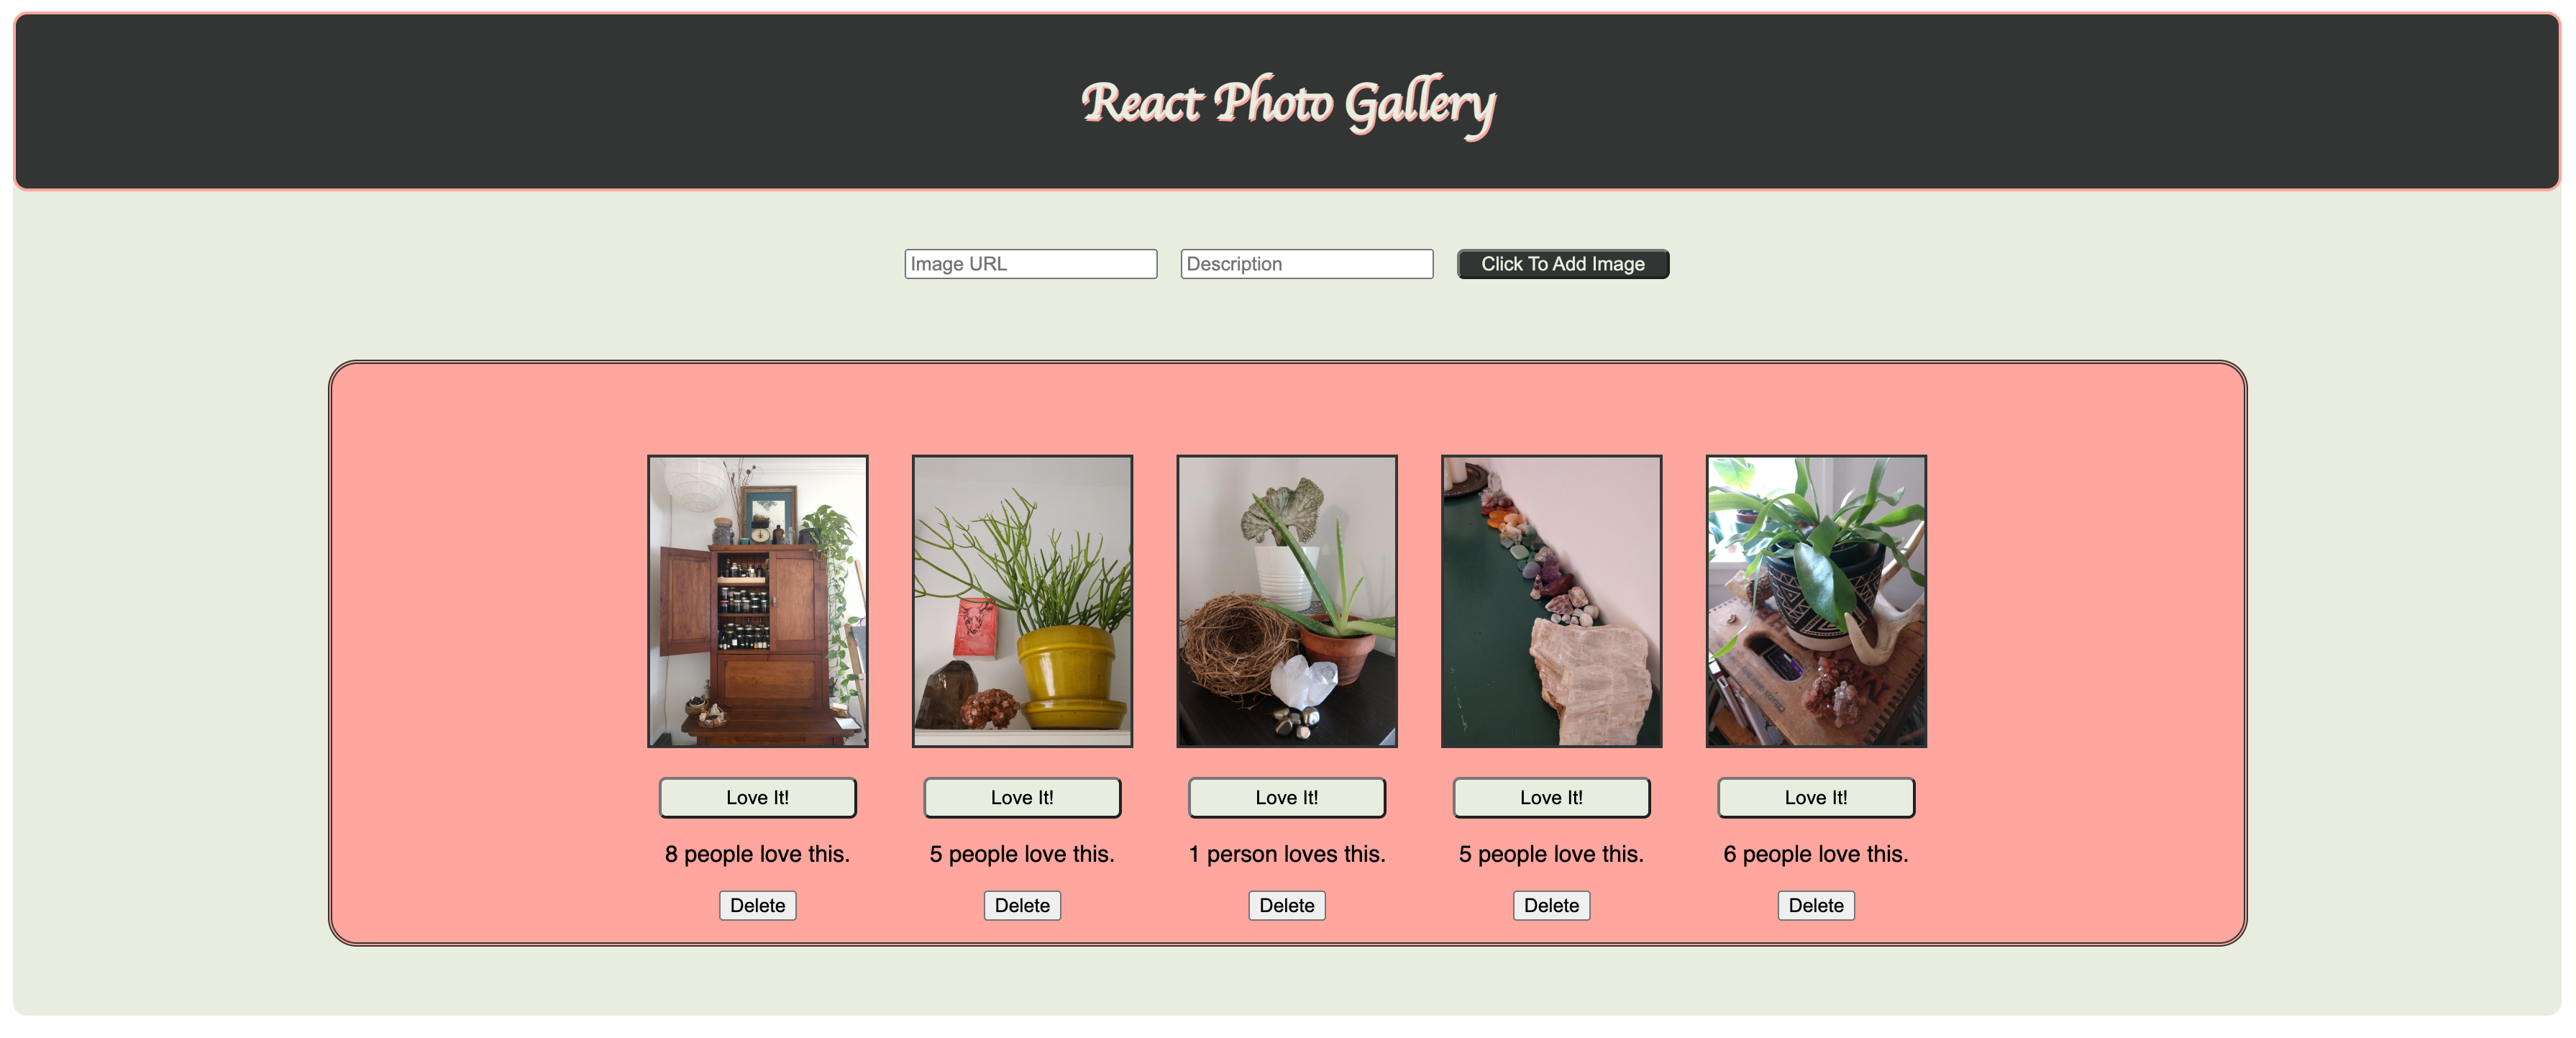 React Photo Gallery
Image URL
Description
Click To Add Image
Love It!
Love It!
Love It!
Love It!
Love It!
8 people love this.
5 people love this.
1 person loves this.
5 people love this.
6 people love this.
Delete
Delete
Delete
Delete
Delete